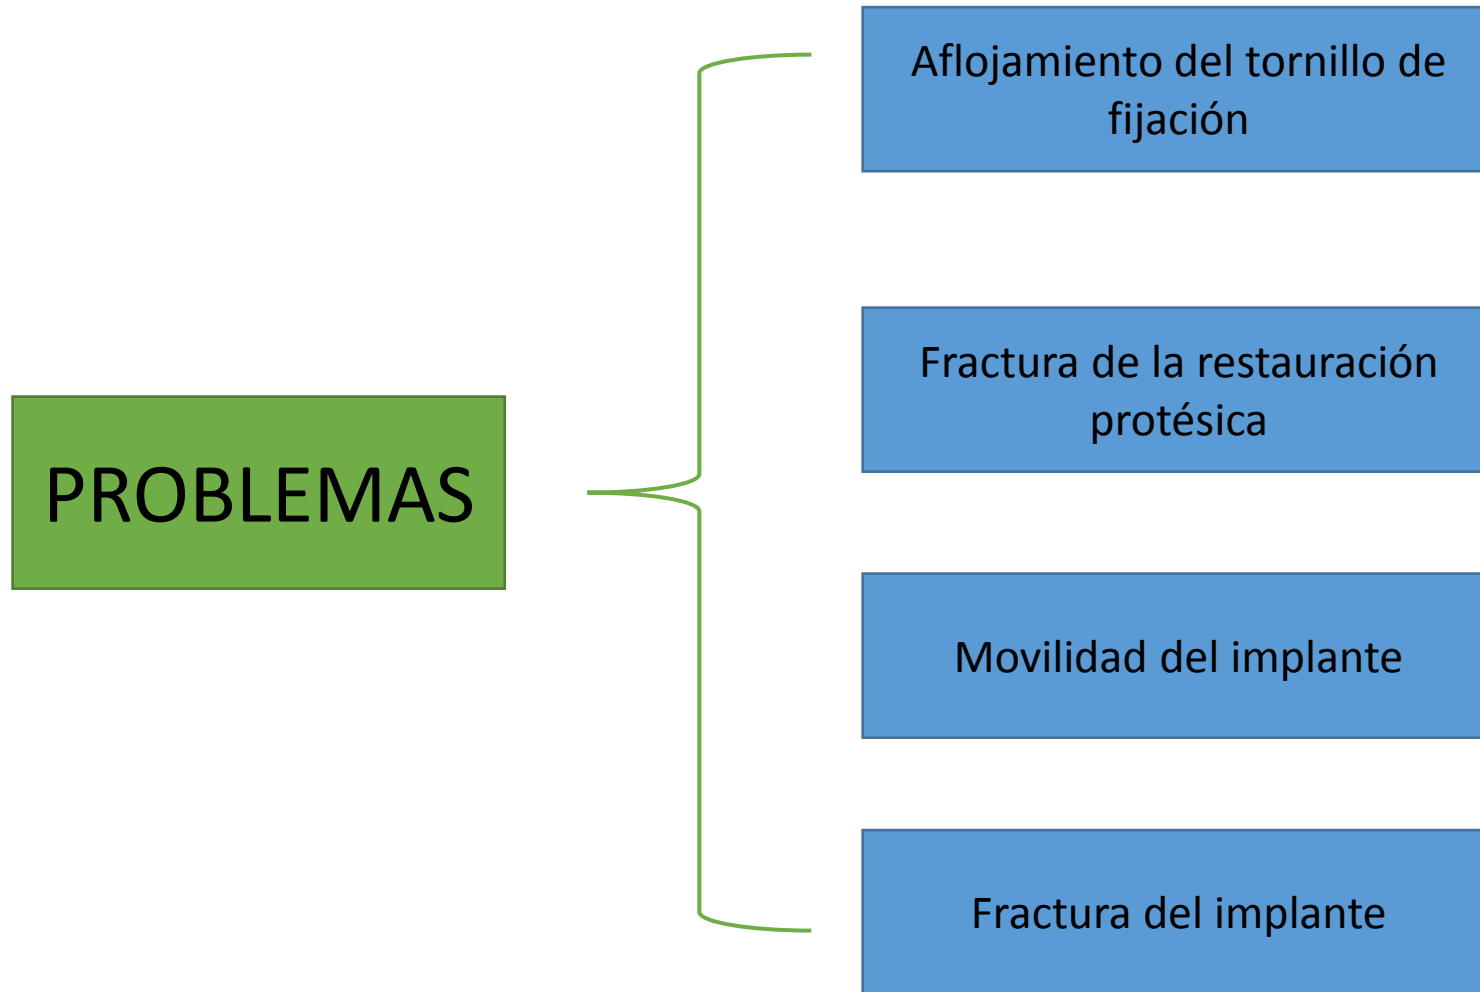 PROBLEMAS
Aflojamiento del tornillo de
fijación
Fractura de la restauración
protésica
Movilidad del implante
Fractura del implante